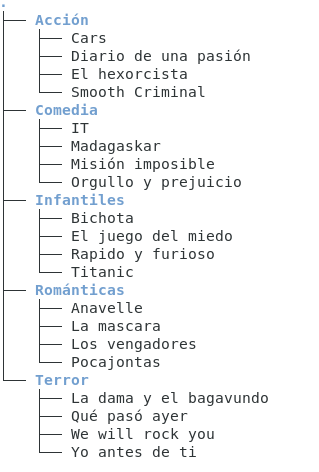 .
Acción
Cars
Diario de una pasión
El hexorcista
Smooth Criminal
Comedia
IT
Madagaskar
Misión imposible
Orgullo y prejuicio
Infantiles
Bichota
El juego del miedo
Rapido y furioso
Titanic
Románticas
Anavelle
La mascara
Los vengadores
Pocajontas
Terror
La dama y el bagavundo
Qué pasó ayer
We will rock you
Yo antes de ti